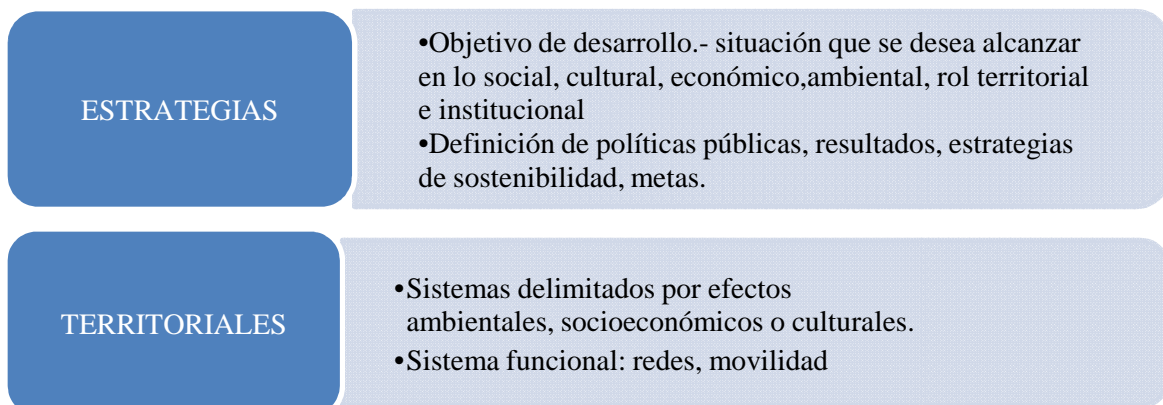 ESTRATEGIAS
•Objetivo de desarrollo.- situación que se desea alcanzar
en lo social, cultural, económico,ambiental, rol territorial
e institucional
•Definición de políticas públicas, resultados, estrategias
de sostenibilidad, metas.
TERRITORIALES
•Sistemas delimitados por efectos
ambientales, socioeconómicos o culturales.
•Sistema funcional: redes, movilidad